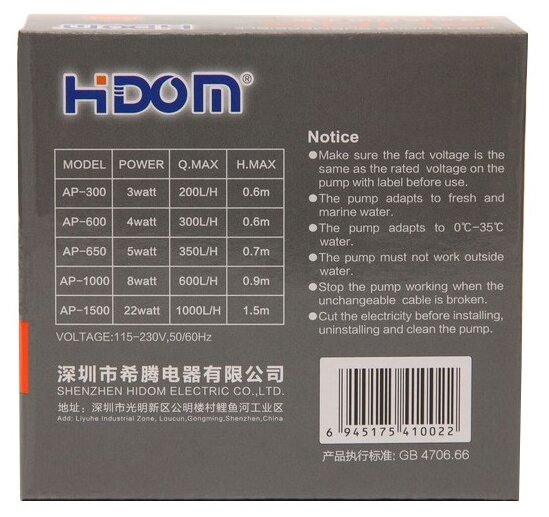 HiDOM®
MODEL POWER Q.MAX H.MAX
AP-300 3watt 200L/H 0.6m
AP-600 4watt 300L/H 0.6m
AP-650 5watt 350L/H 0.7m
AP-1000 8watt 600L/H 0.9m
AP-1500 22watt 1000L/H 1.5m
VOLTAGE:115-230V,50/60Hz
深圳市希腾电器有限公司
SHENZHEN HIDOM ELECTRIC CO.,LTD.
地址：深圳市光明新区公明楼村鲤鱼河工业区
Add: Liyuhe Industrial Zone, Loucun,Gongming,Shenzhen,China
Notice
●Make sure the fact voltage is the
same as the rated voltage on the
pump with label before use.
●The pump adapts to fresh and
marine water.
●The pump adapts to 0℃-35℃
water.
●The pump must not work outside
water.
●Stop the pump working when the
unchangeable cable is broken.
●Cut the electricity before installing,
uninstalling and clean the pump.
6 945175 410022
产品执行标准: GB 4706.66